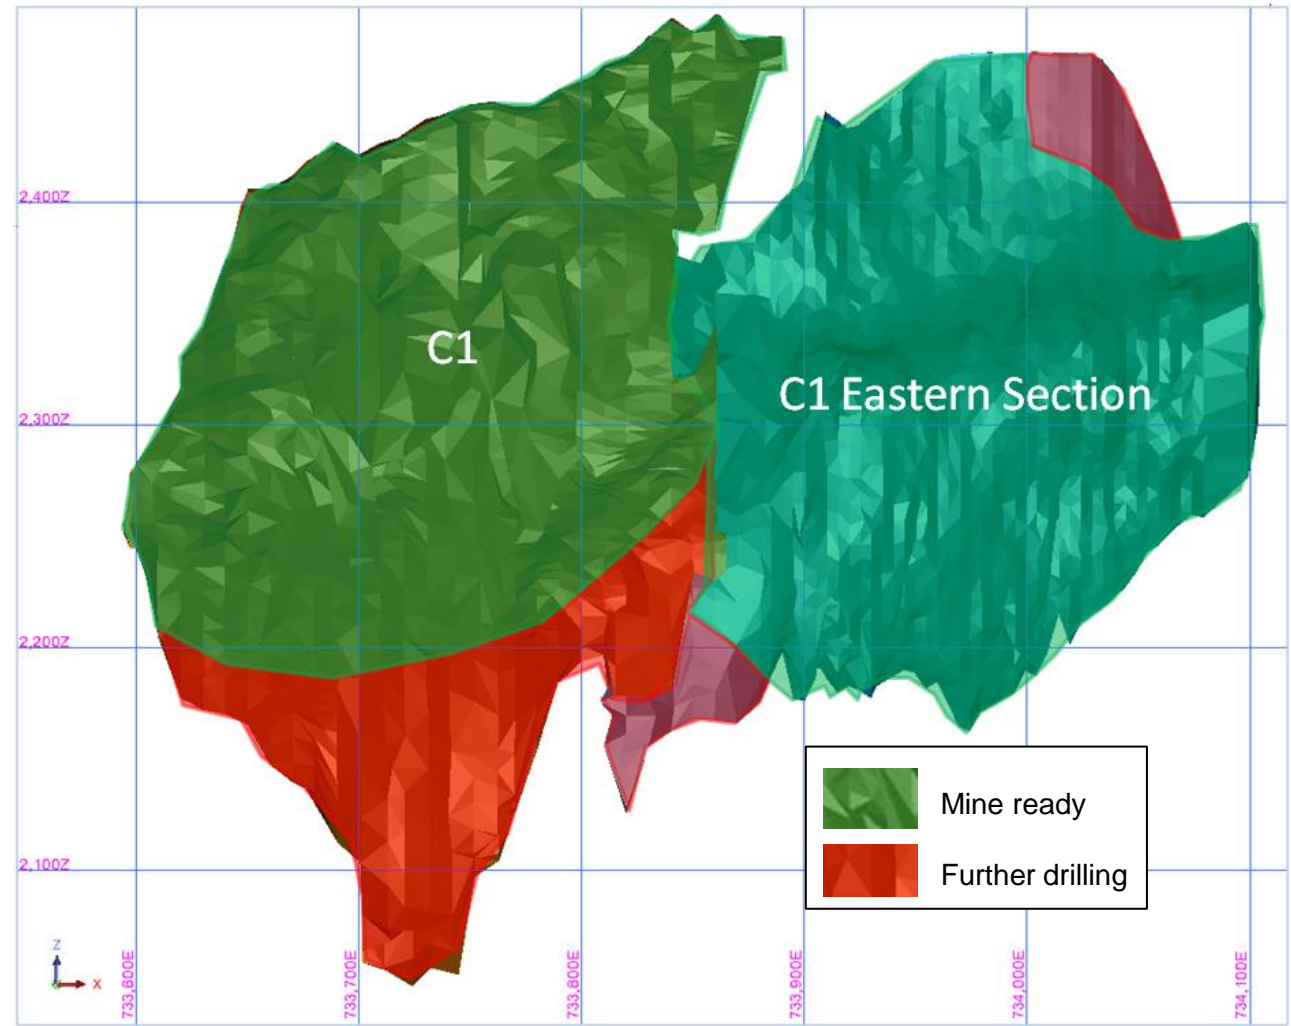 2,400Z
C1
C1 Eastern Section
2,300Z
2,200Z
Mine ready
2,100Z
Further drilling
Z
X
733,600E
733,700E
733,800E
733,900E
734,000E
734,100E